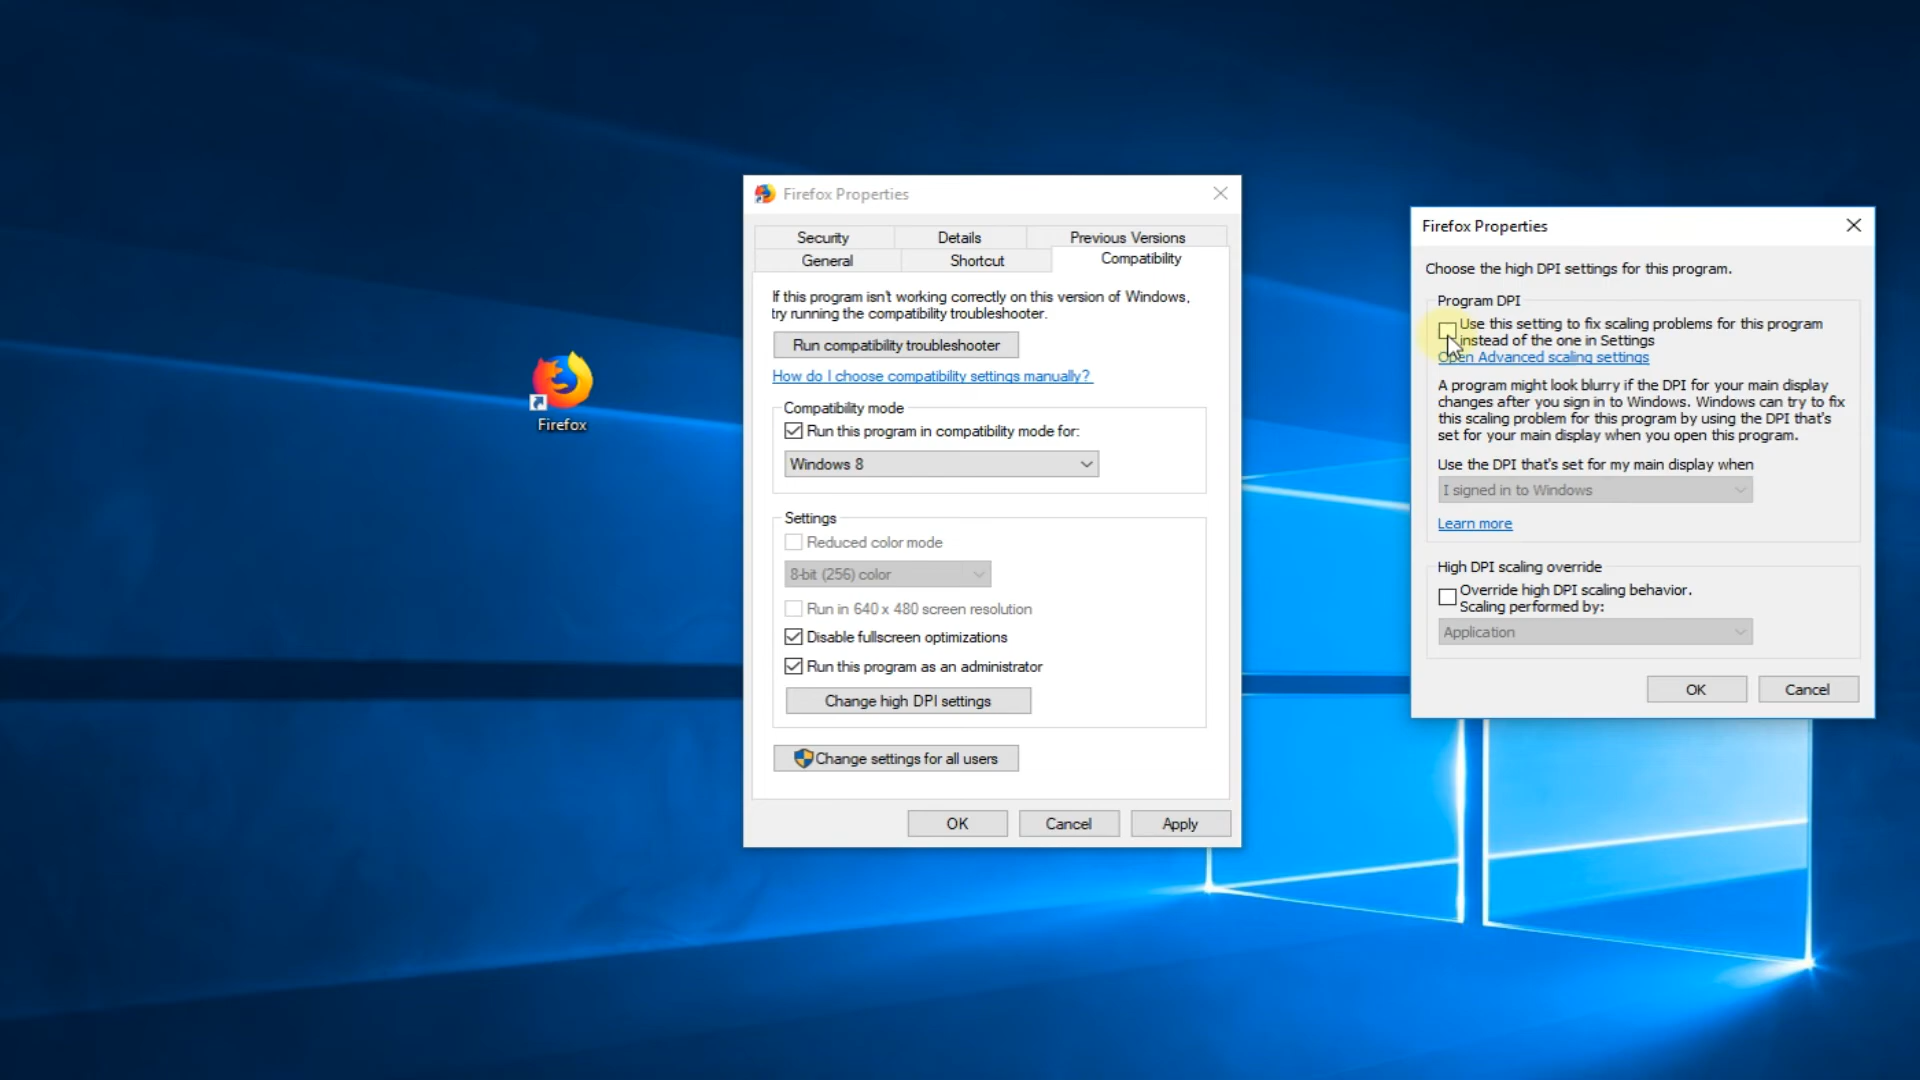 Firefox
Firefox Properties
Security
Details
Previous Versions
General
Shortcut
Compatibility
If this program isn't working correctly on this version of Windows,
try running the compatibility troubleshooter.
Run compatibility troubleshooter
How do I choose compatibility settings manually?
Compatibility mode
Run this program in compatibility mode for:
Windows 8
Settings
Reduced color mode
8-bit (256) color
Run in 640 x 480 screen resolution
Disable fullscreen optimizations
Run this program as an administrator
Change high DPI settings
Change settings for all users
OK
Cancel
Apply
Firefox Properties
Choose the high DPI settings for this program.
Program DPI
Use this setting to fix scaling problems for this program
instead of the one in Settings
Open Advanced scaling settings
A program might look blurry if the DPI for your main display
changes after you sign in to Windows. Windows can try to fix
this scaling problem for this program by using the DPI that's
set for your main display when you open this program.
Use the DPI that's set for my main display when
I signed in to Windows
Learn more
High DPI scaling override
Override high DPI scaling behavior.
Scaling performed by:
Application
OK
Cancel